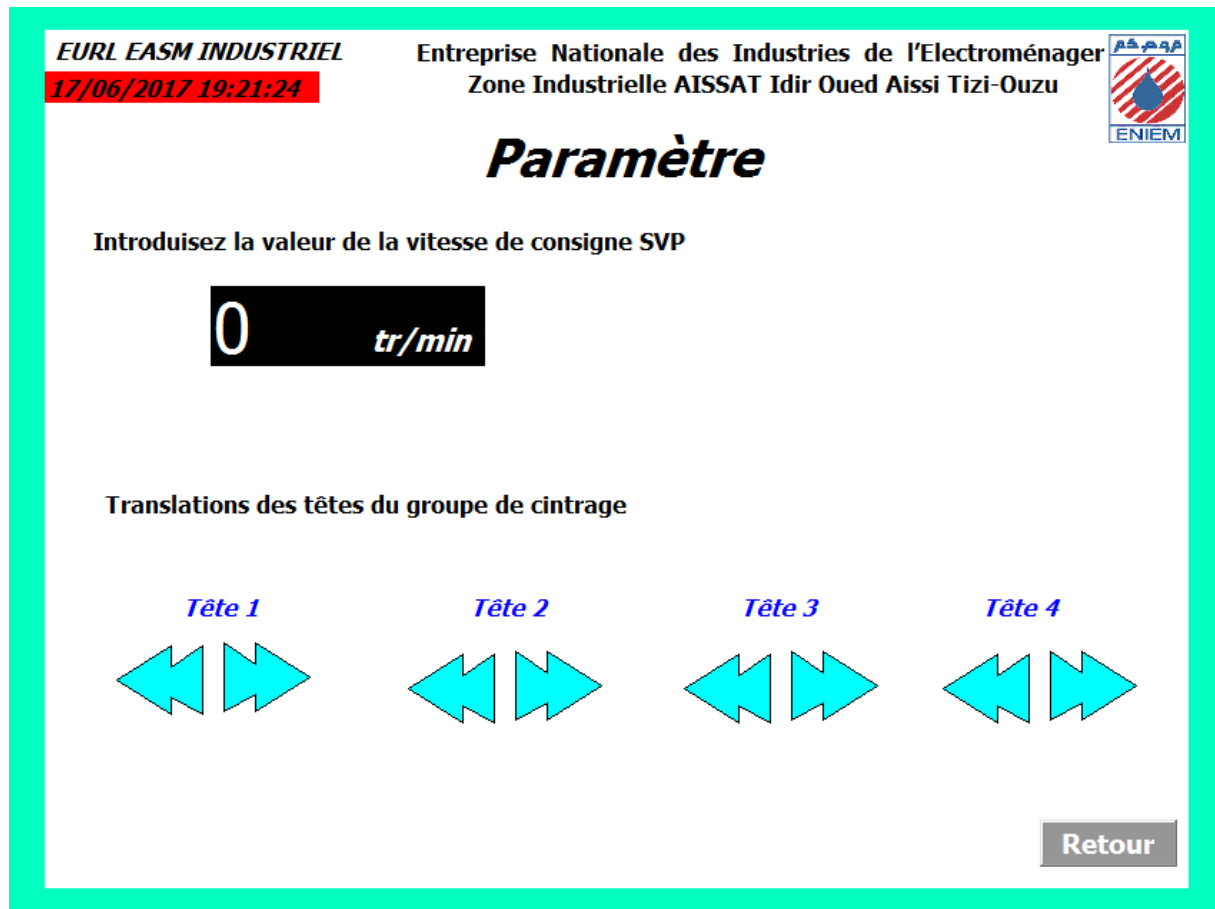 EURL EASM INDUSTRIEL
Entreprise Nationale des Industries de l'Electroménager
17/06/2017 19:21:24
Zone Industrielle AISSAT Idir Oued Aissi Tizi-Ouzu
ENIEM
Paramètre
Introduisez la valeur de la vitesse de consigne SVP
0 tr/min
Translations des têtes du groupe de cintrage
Tête 1 Tête 2 Tête 3 Tête 4
Retour